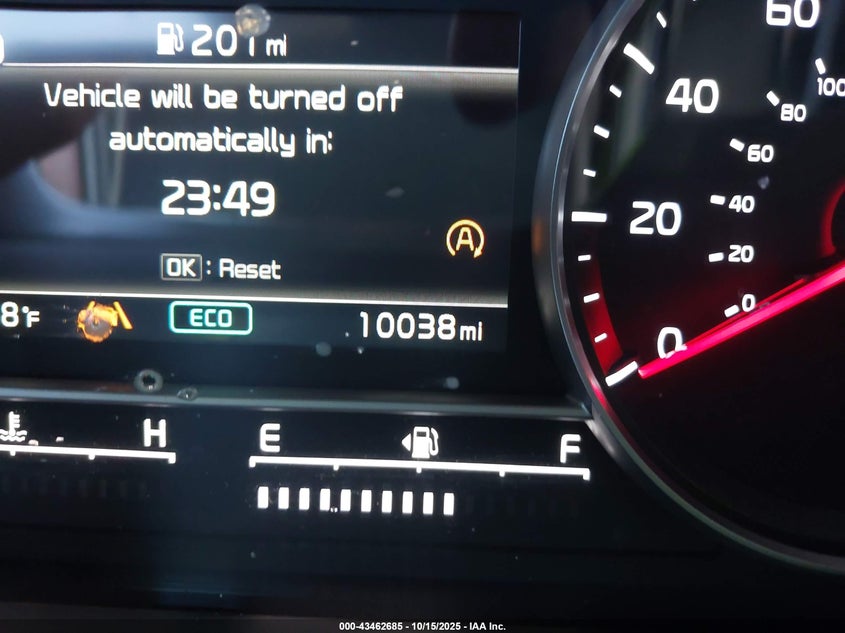 201 mi
Vehicle will be turned off
automatically in:
23:49
A
OK : Reset
8°F
ECO
10038 mi
H
E
F
60
40
20
0
100
80
60
40
20
0
000-43462685 - 10/15/2025 - IAA Inc.